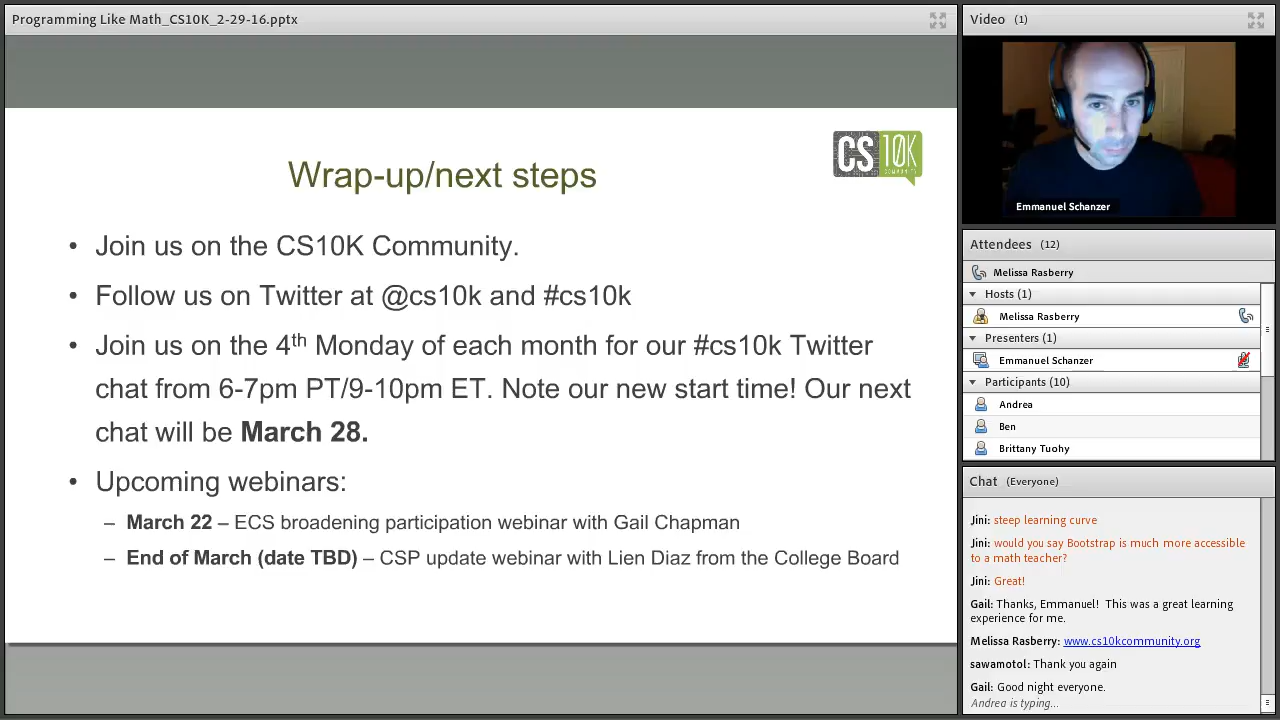 Programming Like Math_CS10K_2-29-16.pptx
CS 10K
COMMUNITY
Wrap-up/next steps
• Join us on the CS10K Community.
• Follow us on Twitter at @cs10k and #cs10k
• Join us on the 4th Monday of each month for our #cs10k Twitter
chat from 6-7pm PT/9-10pm ET. Note our new start time! Our next
chat will be March 28.
• Upcoming webinars:
– March 22 – ECS broadening participation webinar with Gail Chapman
– End of March (date TBD) – CSP update webinar with Lien Diaz from the College Board
Video (1)
Emmanuel Schanzer
Attendees (12)
Melissa Rasberry
Hosts (1)
Melissa Rasberry
Presenters (1)
Emmanuel Schanzer
Participants (10)
Andrea
Ben
Brittany Tuohy
Chat (Everyone)
Jini: steep learning curve
Jini: would you say Bootstrap is much more accessible
to a math teacher?
Jini: Great!
Gail: Thanks, Emmanuel! This was a great learning
experience for me.
Melissa Rasberry: www.cs10kcommunity.org
sawamotol: Thank you again
Gail: Good night everyone.
Andrea is typing...